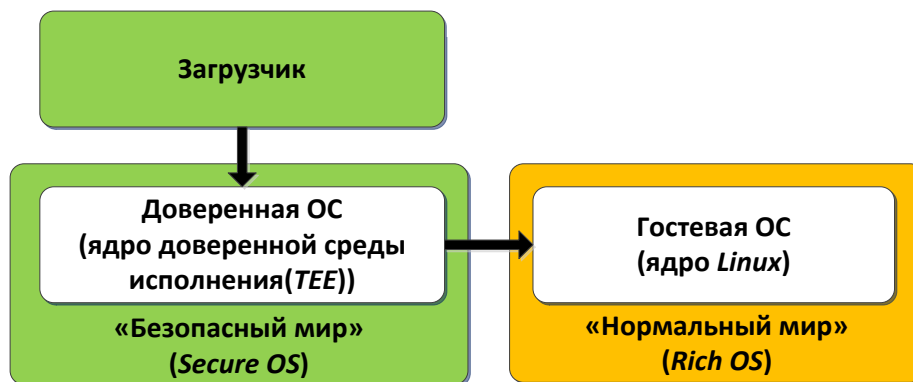 Загрузчик
Доверенная ОС
(ядро доверенной среды
исполнения(TEE))
«Безопасный мир»
(Secure OS)
Гостевая ОС
(ядро Linux)
«Нормальный мир»
(Rich OS)